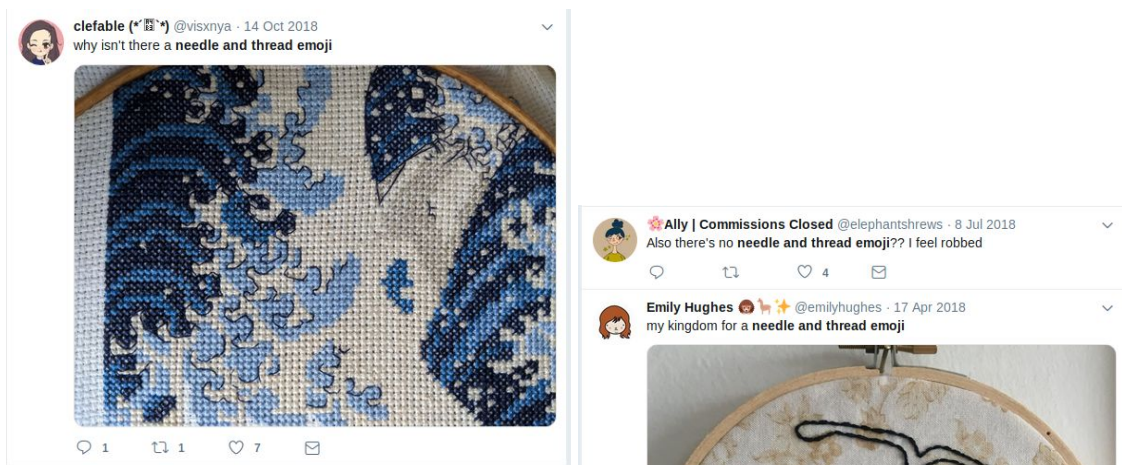 clefable (*´🈴`*) @visxnya · 14 Oct 2018
why isn't there a needle and thread emoji
1 1 7
🌸Ally | Commissions Closed @elephantshrews · 8 Jul 2018
Also there's no needle and thread emoji?? I feel robbed
4
Emily Hughes 🦁🦙✨ @emilyhughes · 17 Apr 2018
my kingdom for a needle and thread emoji